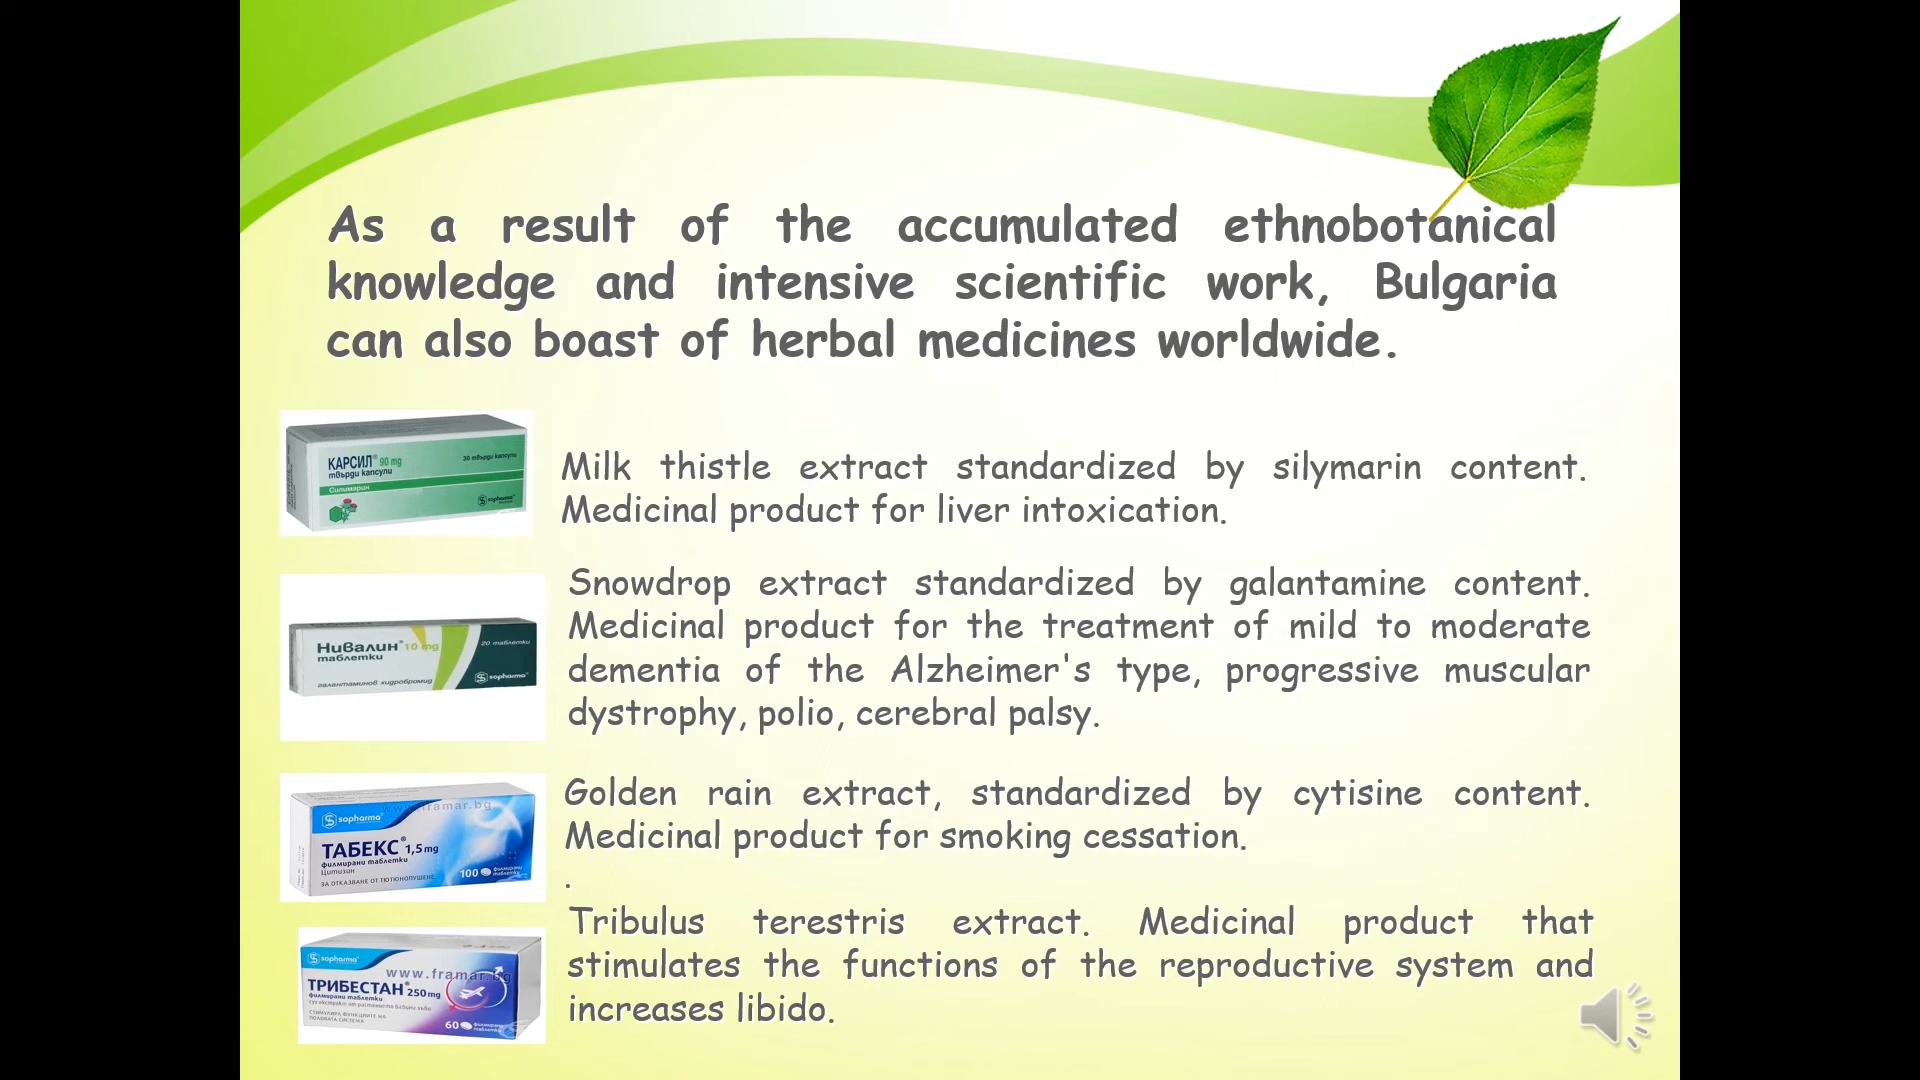 As a result of the accumulated ethnobotanical
knowledge and intensive scientific work, Bulgaria
can also boast of herbal medicines worldwide.
КАРСИЛ® 90 mg
твърди капсули
30 твърди капсули
Силимарин
sopharma
Milk thistle extract standardized by silymarin content.
Medicinal product for liver intoxication.
Нивалин® 10 mg
таблетки
20 таблетки
галантаминов хидробромид
sopharma
Snowdrop extract standardized by galantamine content.
Medicinal product for the treatment of mild to moderate
dementia of the Alzheimer's type, progressive muscular
dystrophy, polio, cerebral palsy.
www.framar.bg
sopharma
ТАБЕКС® 1,5 mg
филмирани таблетки
Цитизин
ЗА ОТКАЗВАНЕ ОТ ТЮТЮНОПУШЕНЕ
100 филмирани таблетки
Golden rain extract, standardized by cytisine content.
Medicinal product for smoking cessation.
.
sopharma
www.framar.bg
ТРИБЕСТАН® 250 mg
филмирани таблетки
СТИМУЛИРА ФУНКЦИИТЕ НА
ПОЛОВАТА СИСТЕМА
60 филмирани таблетки
Tribulus terestris extract. Medicinal product that
stimulates the functions of the reproductive system and
increases libido.